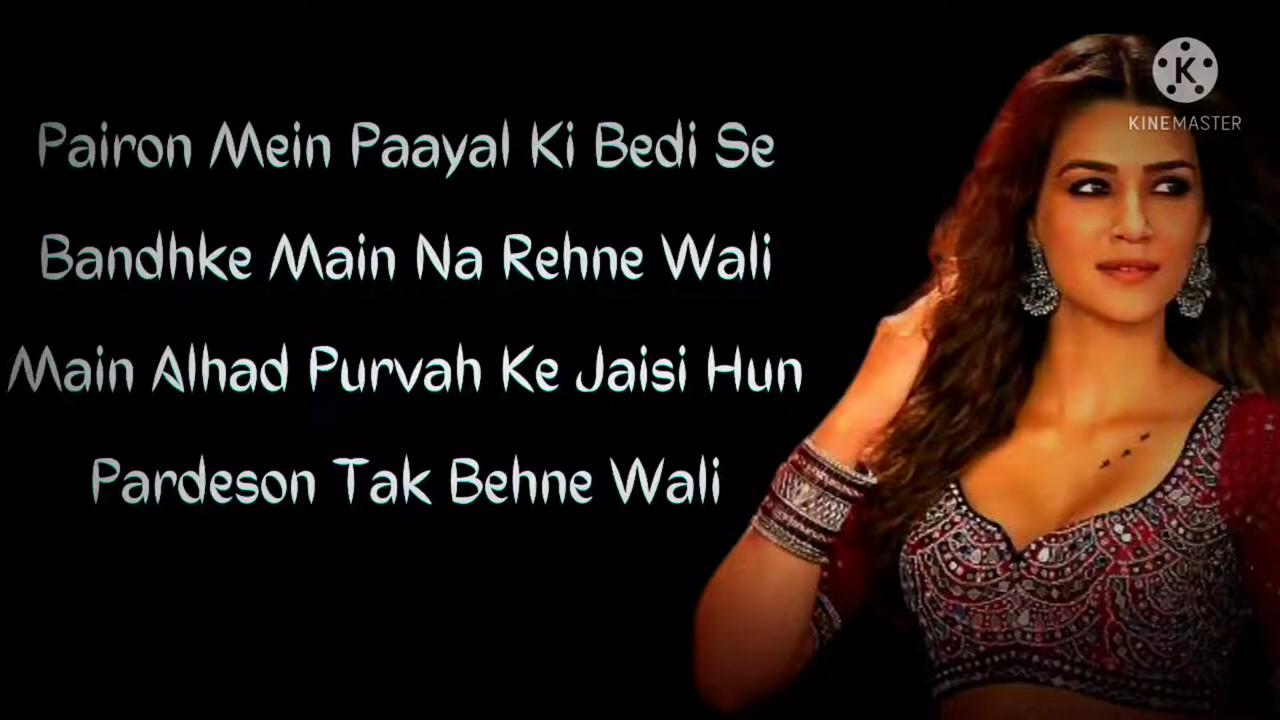 Pairon Mein Paayal Ki Bedi Se
Bandhke Main Na Rehne Wali
Main Alhad Purvah Ke Jaisi Hun
Pardeson Tak Behne Wali
K
KINEMASTER